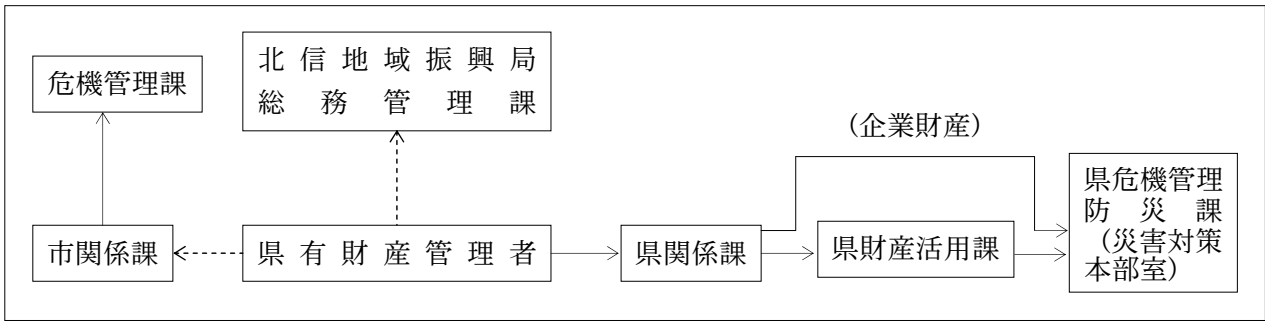 危機管理課
北信地域振興局
総務管理課
(企業財産)
県危機管理
防災課
(災害対策
本部室)
市関係課
県有財産管理者
県関係課
県財産活用課